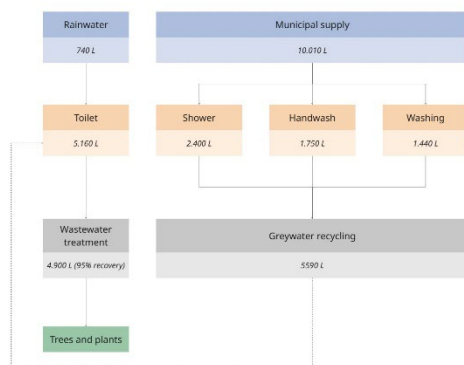 Rainwater
740 L
Municipal supply
10.010 L
Toilet
5.160 L
Shower
2.400 L
Handwash
1.750 L
Washing
1.440 L
Wastewater
treatment
4.900 L (95% recovery)
Greywater recycling
5590 L
Trees and plants